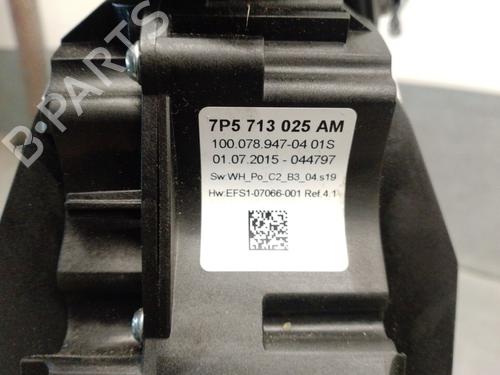 B-PARTS
7P5 713 025 AM
100.078.947-04 01S
01.07.2015 - 044797
Sw:WH_Po_C2_B3_04.s19
Hw:EFS1-07066-001 Ref.4.1